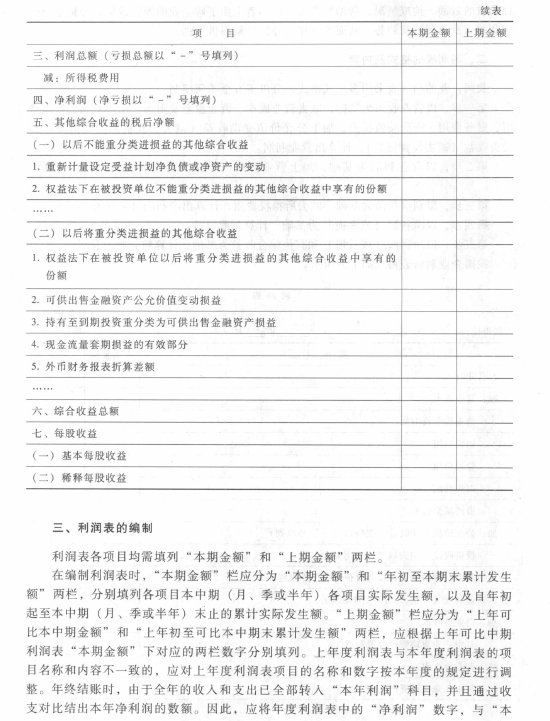 续表
项 目 本期金额 上期金额
三、利润总额（亏损总额以“－”号填列）
减：所得税费用
四、净利润（净亏损以“－”号填列）
五、其他综合收益的税后净额
（一）以后不能重分类进损益的其他综合收益
1. 重新计量设定受益计划净负债或净资产的变动
2. 权益法下在被投资单位不能重分类进损益的其他综合收益中享有的份额
……
（二）以后将重分类进损益的其他综合收益
1. 权益法下在被投资单位以后将重分类进损益的其他综合收益中享有的
份额
2. 可供出售金融资产公允价值变动损益
3. 持有至到期投资重分类为可供出售金融资产损益
4. 现金流量套期损益的有效部分
5. 外币财务报表折算差额
……
六、综合收益总额
七、每股收益
（一）基本每股收益
（二）稀释每股收益
三、利润表的编制
利润表各项目均需填列“本期金额”和“上期金额”两栏。
在编制利润表时，“本期金额”栏应分为“本期金额”和“年初至本期末累计发生
额”两栏，分别填列各项目本中期（月、季或半年）各项目实际发生额，以及自年初
起至本中期（月、季或半年）末止的累计实际发生额。“上期金额”栏应分为“上年可
比本中期金额”和“上年初至可比本中期末累计发生额”两栏，应根据上年可比中期
利润表“本期金额”下对应的两栏数字分别填列。上年度利润表与本年度利润表的项
目名称和内容不一致的，应对上年度利润表项目的名称和数字按本年度的规定进行调
整。年终结账时，由于全年的收入和支出已全部转入“本年利润”科目，并且通过收
支对比结出本年净利润的数额。因此，应将年度利润表中的“净利润”数字，与“本